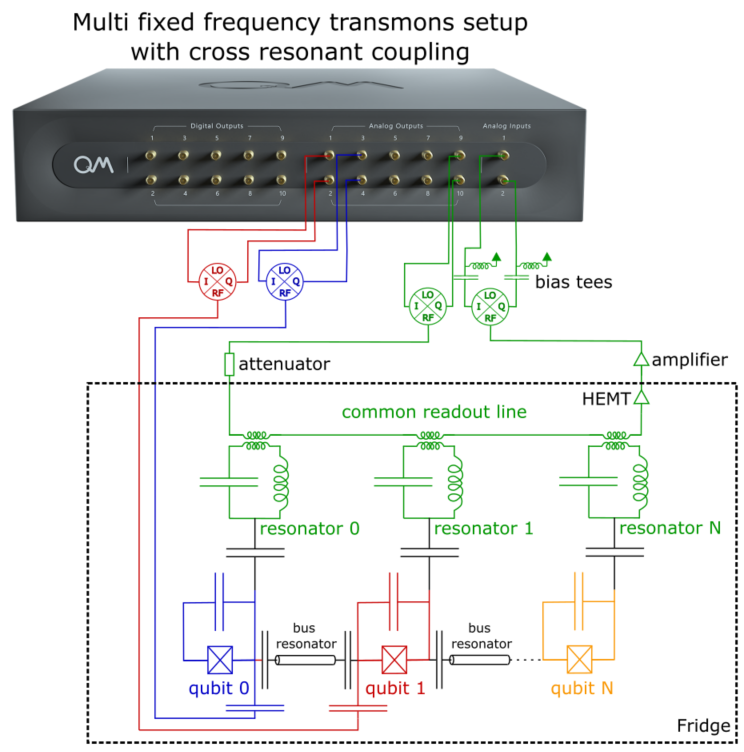 Multi fixed frequency transmons setup
with cross resonant coupling
QM
Digital Outputs
Analog Outputs
Analog Inputs
1 3 5 7 9 1 3 5 7 9 1
QM
2 4 6 8 10 2 4 6 8 10 2
LO
I Q
RF
LO
I Q
RF
LO
I Q
RF
LO
I Q
RF
bias tees
attenuator
amplifier
HEMT
common readout line
resonator 0
resonator 1
resonator N
bus
resonator
bus
resonator
qubit 0
qubit 1
qubit N
Fridge